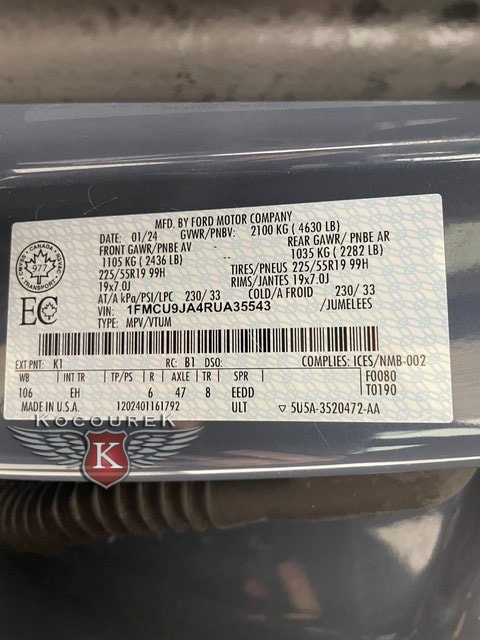 MFD. BY FORD MOTOR COMPANY
DATE: 01/24 GVWR/PNBV: 2100 KG ( 4630 LB)
FRONT GAWR/PNBE AV REAR GAWR/ PNBE AR
1105 KG ( 2436 LB) 1035 KG ( 2282 LB)
225/55R19 99H TIRES/PNEUS 225/55R19 99H
19x7.0J RIMS/JANTES 19x7.0J
AT/A kPa/PSI/LPC 230/ 33 COLD/A FROID 230/ 33
VIN: 1FMCU9JA4RUA35543 /JUMELEES
TYPE: MPV/VTUM
CANADA
977
TRANSPORT
EC
EXT PNT: K1 RC: B1 DSO: COMPLIES: ICES/NMB-002
WB INT TR TP/PS R AXLE TR SPR F0080
106 EH 6 47 8 EEDD T0190
MADE IN U.S.A. 1202401161792 ULT 5U5A-3520472-AA
KOCOUREK
K